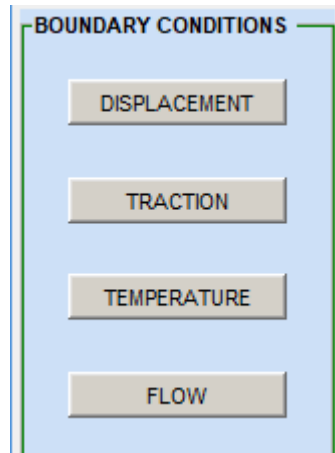 BOUNDARY CONDITIONS
DISPLACEMENT
TRACTION
TEMPERATURE
FLOW